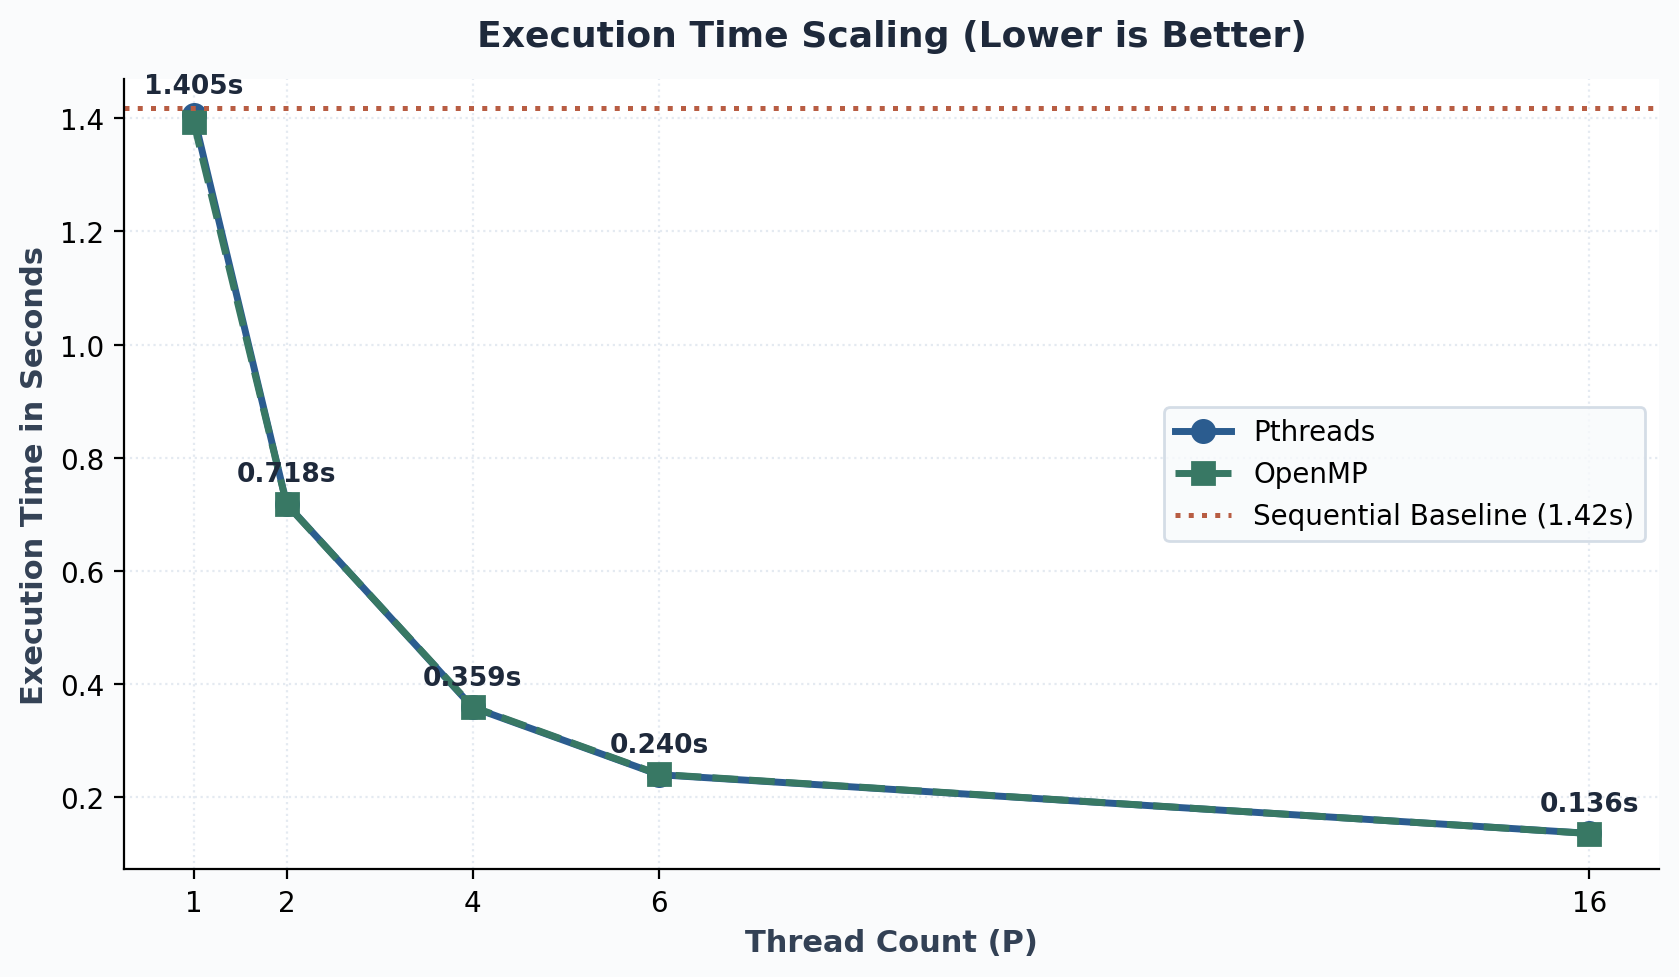 Execution Time Scaling (Lower is Better)
Execution Time in Seconds
1.4
1.2
1.0
0.8
0.6
0.4
0.2
1.405s
0.718s
0.359s
0.240s
0.136s
Pthreads
OpenMP
Sequential Baseline (1.42s)
1 2 4 6 16
Thread Count (P)